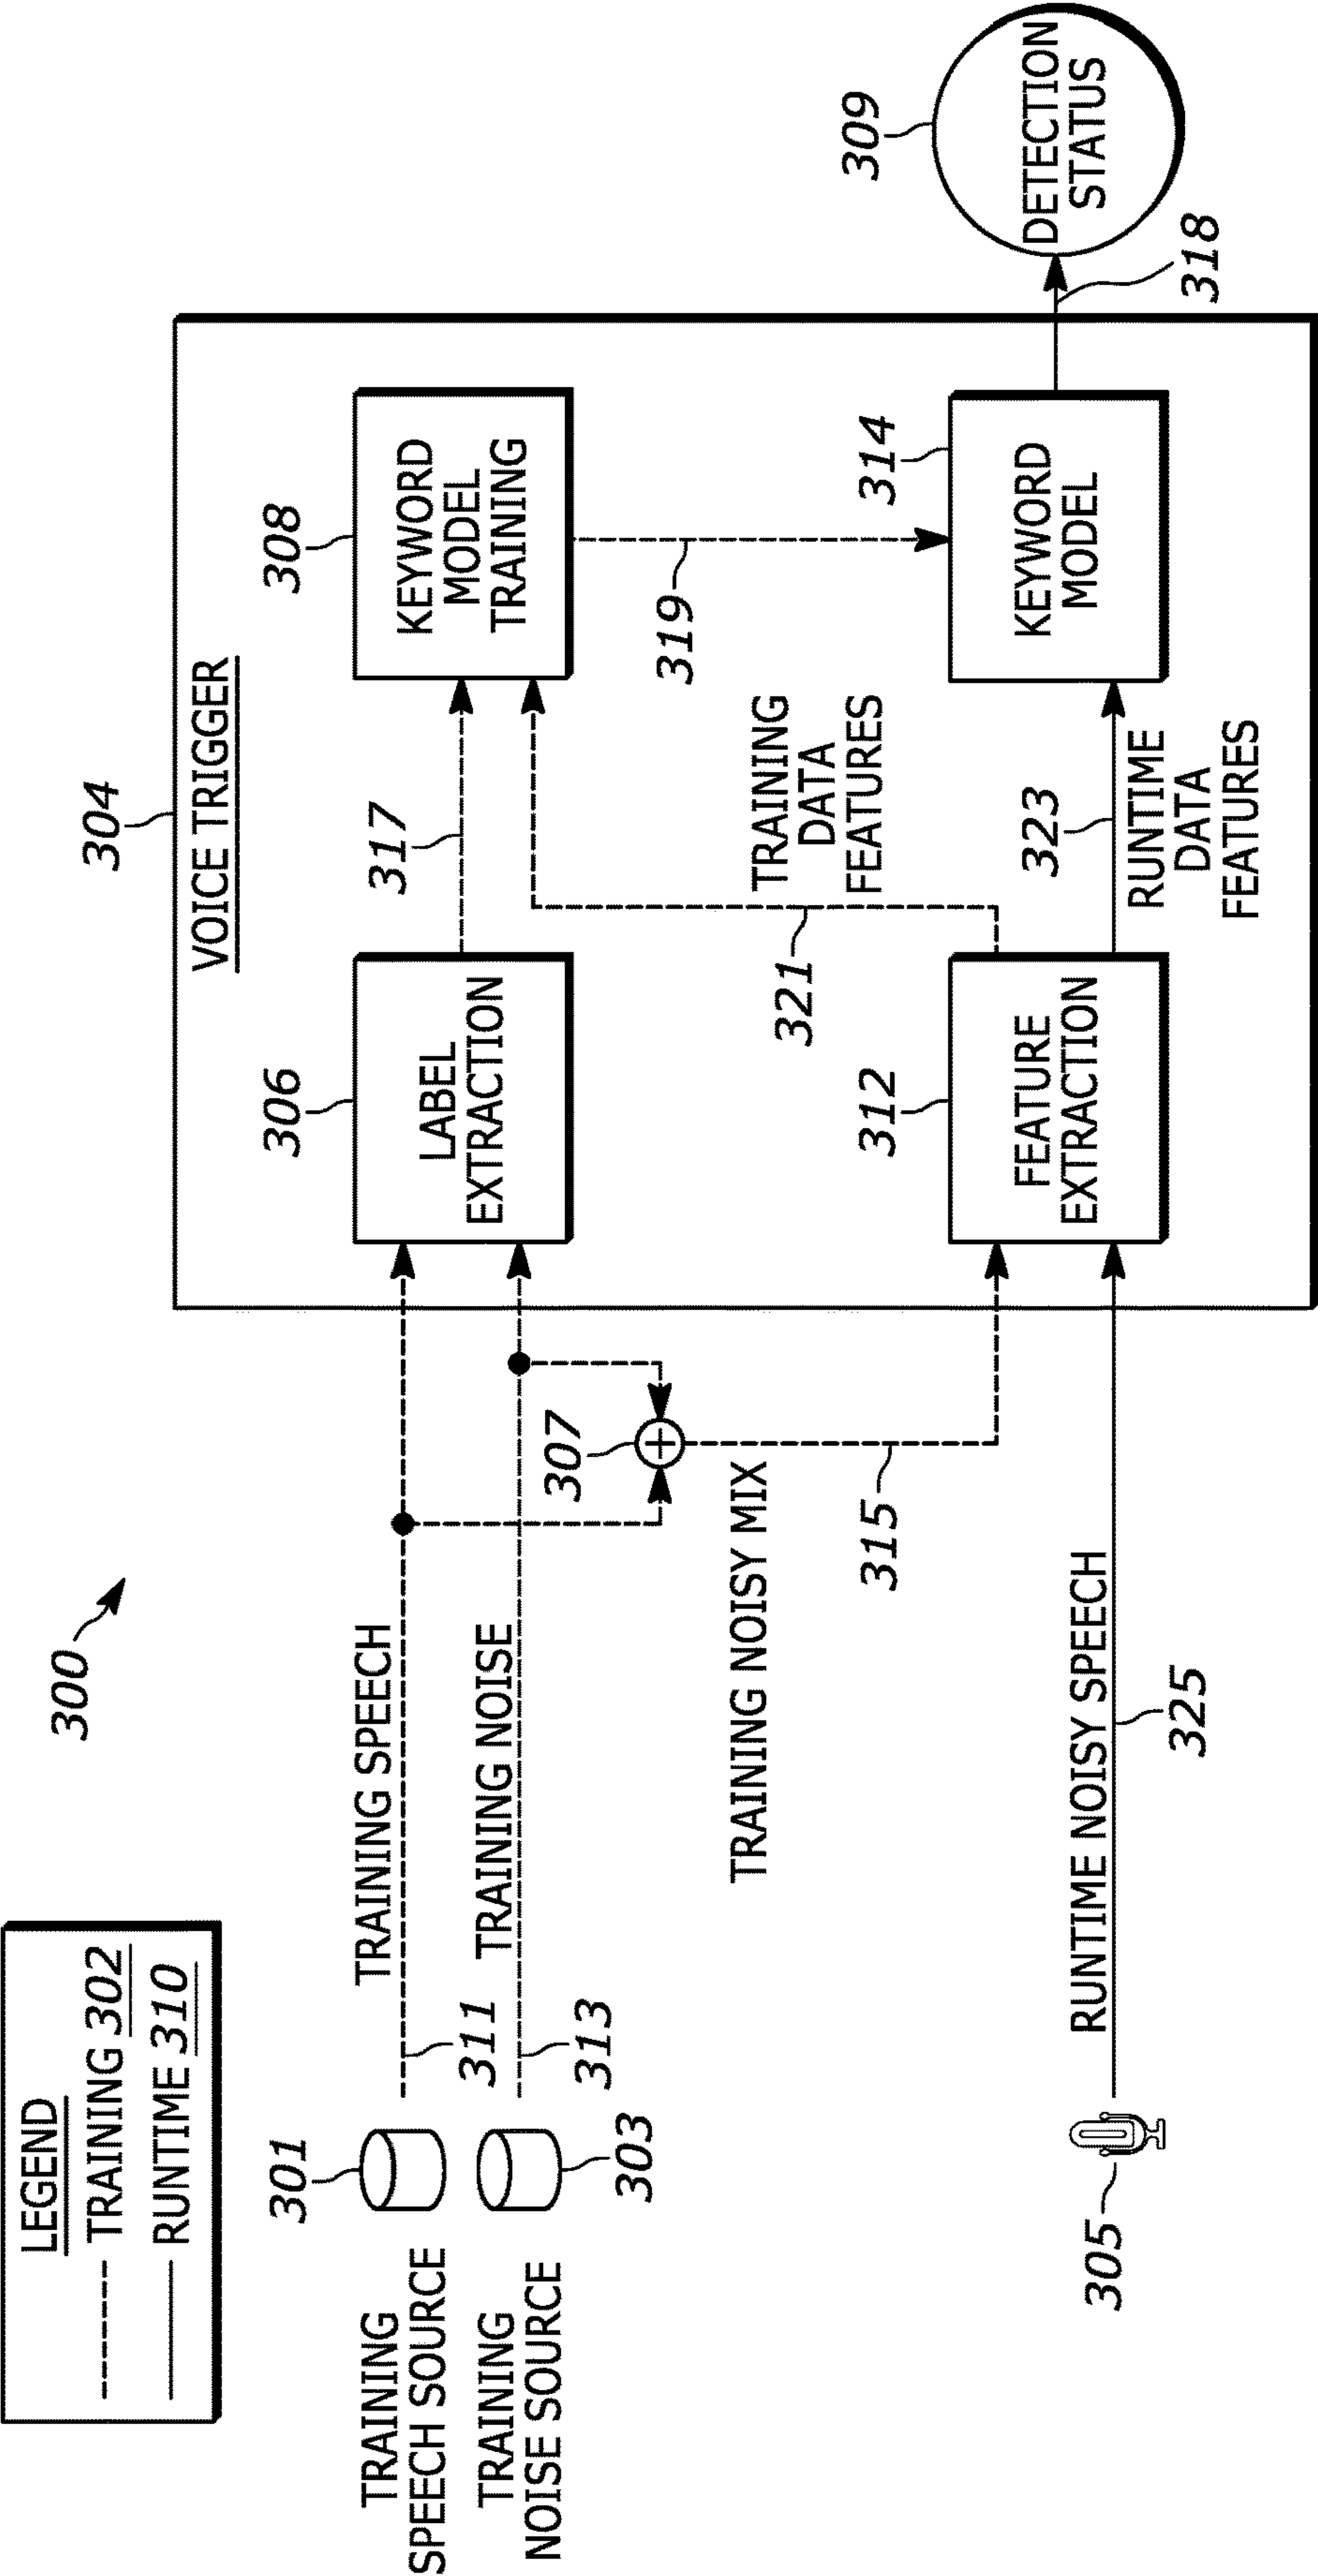 LEGEND
TRAINING 302
RUNTIME 310
300
304
VOICE TRIGGER
TRAINING
SPEECH SOURCE
301
TRAINING SPEECH
311
306
LABEL
EXTRACTION
317
308
KEYWORD
MODEL
TRAINING
TRAINING
NOISE SOURCE
303
TRAINING NOISE
313
307
TRAINING NOISY MIX
315
321
TRAINING
DATA
FEATURES
319
305
RUNTIME NOISY SPEECH
325
312
FEATURE
EXTRACTION
323
RUNTIME
DATA
FEATURES
314
KEYWORD
MODEL
318
309
DETECTION
STATUS